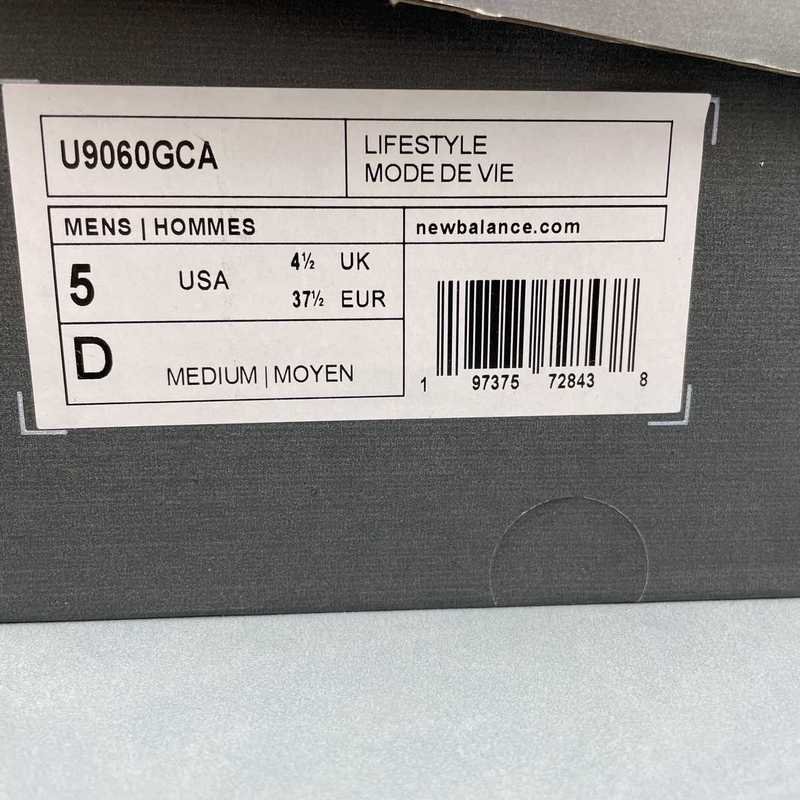 U9060GCA
LIFESTYLE
MODE DE VIE
MENS | HOMMES
newbalance.com
5 USA 4½ UK
37½ EUR
D MEDIUM | MOYEN
1 97375 72843 8